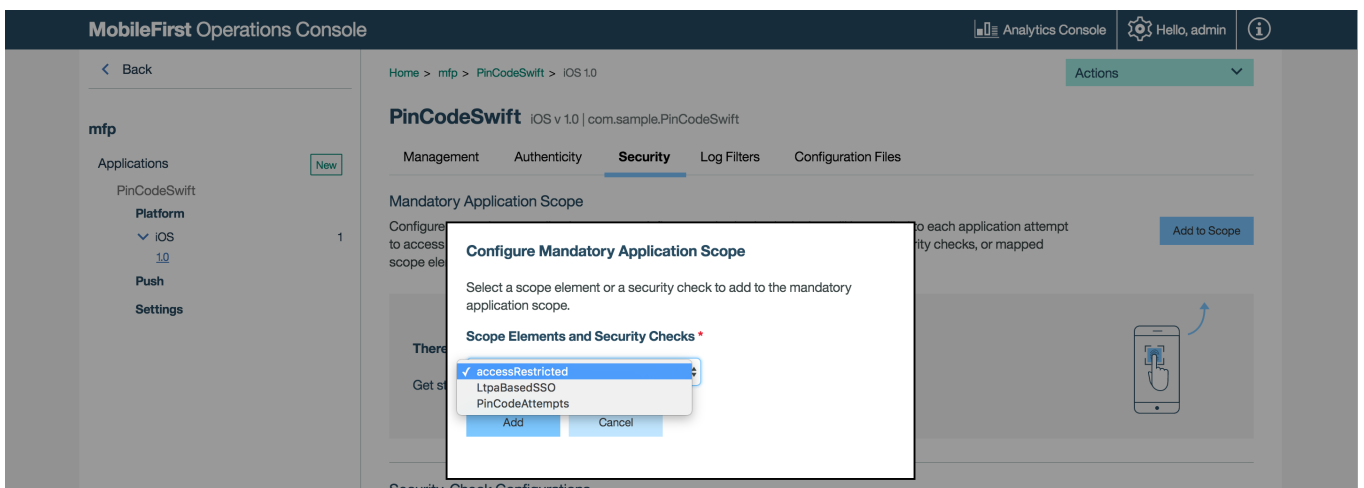 MobileFirst Operations Console
Analytics Console
Hello, admin
Back
Home > mfp > PinCodeSwift > iOS 1.0
Actions
PinCodeSwift iOS v 1.0 | com.sample.PinCodeSwift
mfp
Management Authenticity Security Log Filters Configuration Files
Applications New
PinCodeSwift
Platform
iOS 1
1.0
Push
Settings
Mandatory Application Scope
Configure
to each application attempt
to access
rity checks, or mapped
scope ele
Add to Scope
There
Get st
Configure Mandatory Application Scope
Select a scope element or a security check to add to the mandatory
application scope.
Scope Elements and Security Checks *
✓ accessRestricted
LtpaBasedSSO
PinCodeAttempts
Add Cancel
Security-Check Configurations